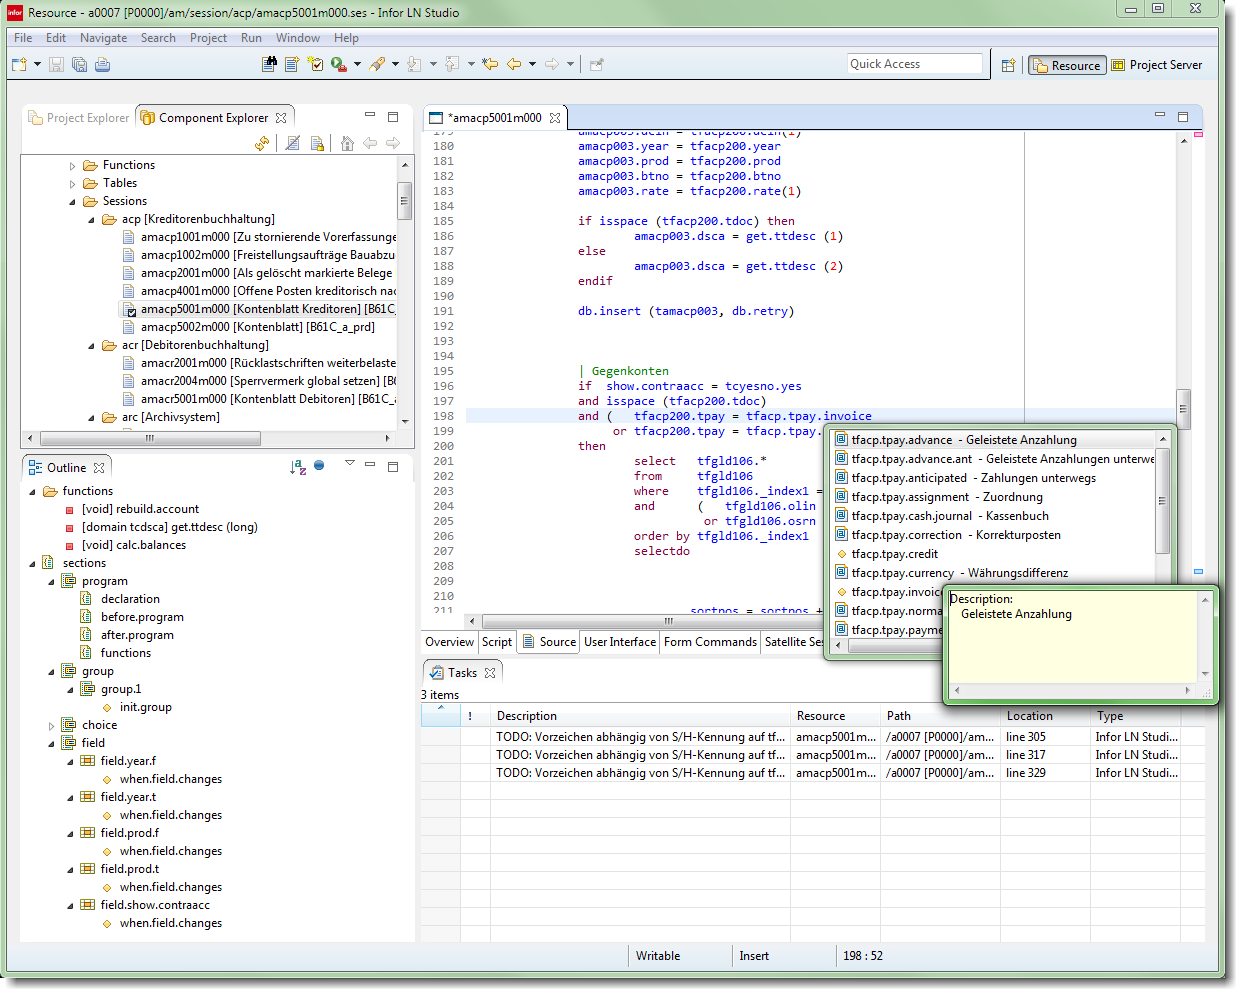 infor Resource - a0007 [P0000]/am/session/acp/amacp5001m000.ses - Infor LN Studio
File Edit Navigate Search Project Run Window Help
Quick Access Resource Project Server
Project Explorer Component Explorer
Functions
Tables
Sessions
acp [Kreditorenbuchhaltung]
amacp1001m000 [Zu stornierende Vorerfassunge
amacp1002m000 [Freistellungsaufträge Bauabzu
amacp2001m000 [Als gelöscht markierte Belege
amacp4001m000 [Offene Posten kreditorisch nac
amacp5001m000 [Kontenblatt Kreditoren] [B61C_
amacp5002m000 [Kontenblatt] [B61C_a_prd]
acr [Debitorenbuchhaltung]
amacr2001m000 [Rücklastschriften weiterbelaste
amacr2004m000 [Sperrvermerk global setzen] [B6
amacr5001m000 [Kontenblatt Debitoren] [B61C_a
arc [Archivsystem]
Outline
functions
[void] rebuild.account
[domain tcdsca] get.ttdesc (long)
[void] calc.balances
sections
program
declaration
before.program
after.program
functions
group
group.1
init.group
choice
field
field.year.f
when.field.changes
field.year.t
when.field.changes
field.prod.f
when.field.changes
field.prod.t
when.field.changes
field.show.contraacc
when.field.changes
*amacp5001m000
179 amacp003.ucin = tfacp200.ucin(1)
180 amacp003.year = tfacp200.year
181 amacp003.prod = tfacp200.prod
182 amacp003.btno = tfacp200.btno
183 amacp003.rate = tfacp200.rate(1)
184
185 if isspace (tfacp200.tdoc) then
186 amacp003.dsca = get.ttdesc (1)
187 else
188 amacp003.dsca = get.ttdesc (2)
189 endif
190
191 db.insert (tamacp003, db.retry)
192
193
194
195 | Gegenkonten
196 if show.contraacc = tcyesno.yes
197 and isspace (tfacp200.tdoc)
198 and ( tfacp200.tpay = tfacp.tpay.invoice
199 or tfacp200.tpay = tfacp.tpay.
200 then
201 select tfgld106.*
202 from tfgld106
203 where tfgld106._index1 =
204 and ( tfgld106.olin
205 or tfgld106.osrn
206 order by tfgld106._index1
207 selectdo
208
209
210
211 sortpos = sortpos +
tfacp.tpay.advance - Geleistete Anzahlung
tfacp.tpay.advance.ant - Geleistete Anzahlungen unterwe
tfacp.tpay.anticipated - Zahlungen unterwegs
tfacp.tpay.assignment - Zuordnung
tfacp.tpay.cash.journal - Kassenbuch
tfacp.tpay.correction - Korrekturposten
tfacp.tpay.credit
tfacp.tpay.currency - Währungsdifferenz
tfacp.tpay.invoice
tfacp.tpay.norma
tfacp.tpay.payme
Description:
Geleistete Anzahlung
Overview Script Source User Interface Form Commands Satellite Ses
Tasks
3 items
! Description Resource Path Location Type
TODO: Vorzeichen abhängig von S/H-Kennung auf tf... amacp5001m... /a0007 [P0000]/am... line 305 Infor LN Studi...
TODO: Vorzeichen abhängig von S/H-Kennung auf tf... amacp5001m... /a0007 [P0000]/am... line 317 Infor LN Studi...
TODO: Vorzeichen abhängig von S/H-Kennung auf tf... amacp5001m... /a0007 [P0000]/am... line 329 Infor LN Studi...
Writable Insert 198 : 52